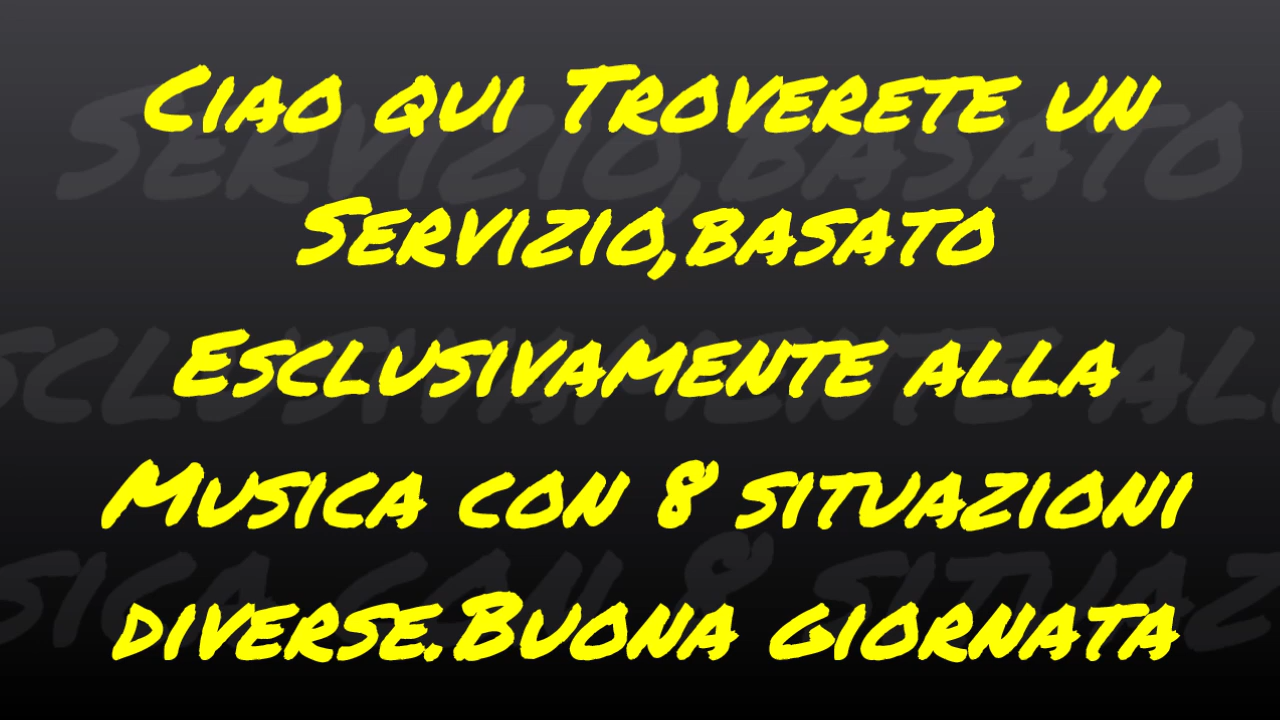 Ciao qui Troverete un
Servizio,basato
Esclusivamente alla
Musica con 8 situazioni
diverse.Buona giornata